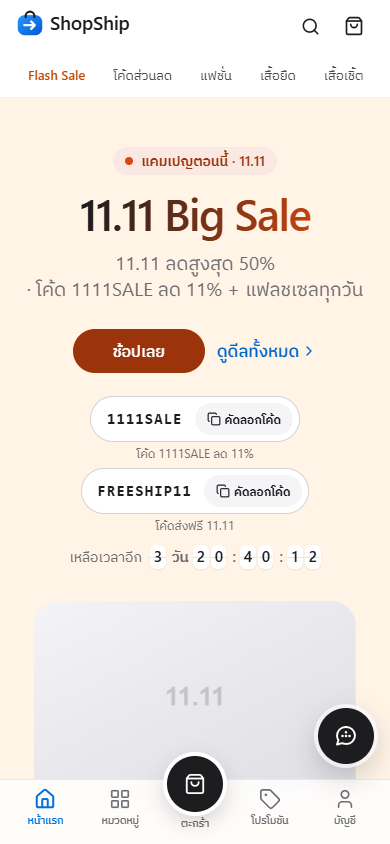 ShopShip
Flash Sale โค้ดส่วนลด แฟชั่น เสื้อยืด เสื้อเชิ้ต
แคมเปญตอนนี้ · 11.11
11.11 Big Sale
11.11 ลดสูงสุด 50%
· โค้ด 1111SALE ลด 11% + แฟลชเซลทุกวัน
ช้อปเลย ดูดีลทั้งหมด
1111SALE คัดลอกโค้ด
โค้ด 1111SALE ลด 11%
FREESHIP11 คัดลอกโค้ด
โค้ดส่งฟรี 11.11
เหลือเวลาอีก 3 วัน 20 : 40 : 12
11.11
หน้าแรก หมวดหมู่ ตะกร้า โปรโมชัน บัญชี